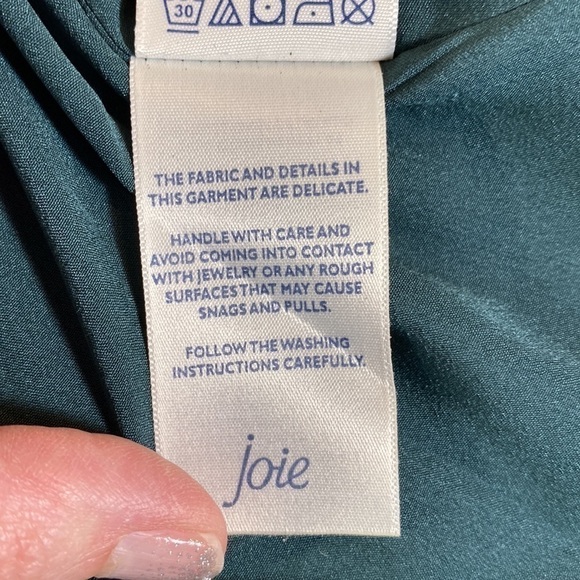 30
THE FABRIC AND DETAILS IN
THIS GARMENT ARE DELICATE.
HANDLE WITH CARE AND
AVOID COMING INTO CONTACT
WITH JEWELRY OR ANY ROUGH
SURFACES THAT MAY CAUSE
SNAGS AND PULLS.
FOLLOW THE WASHING
INSTRUCTIONS CAREFULLY.
joie